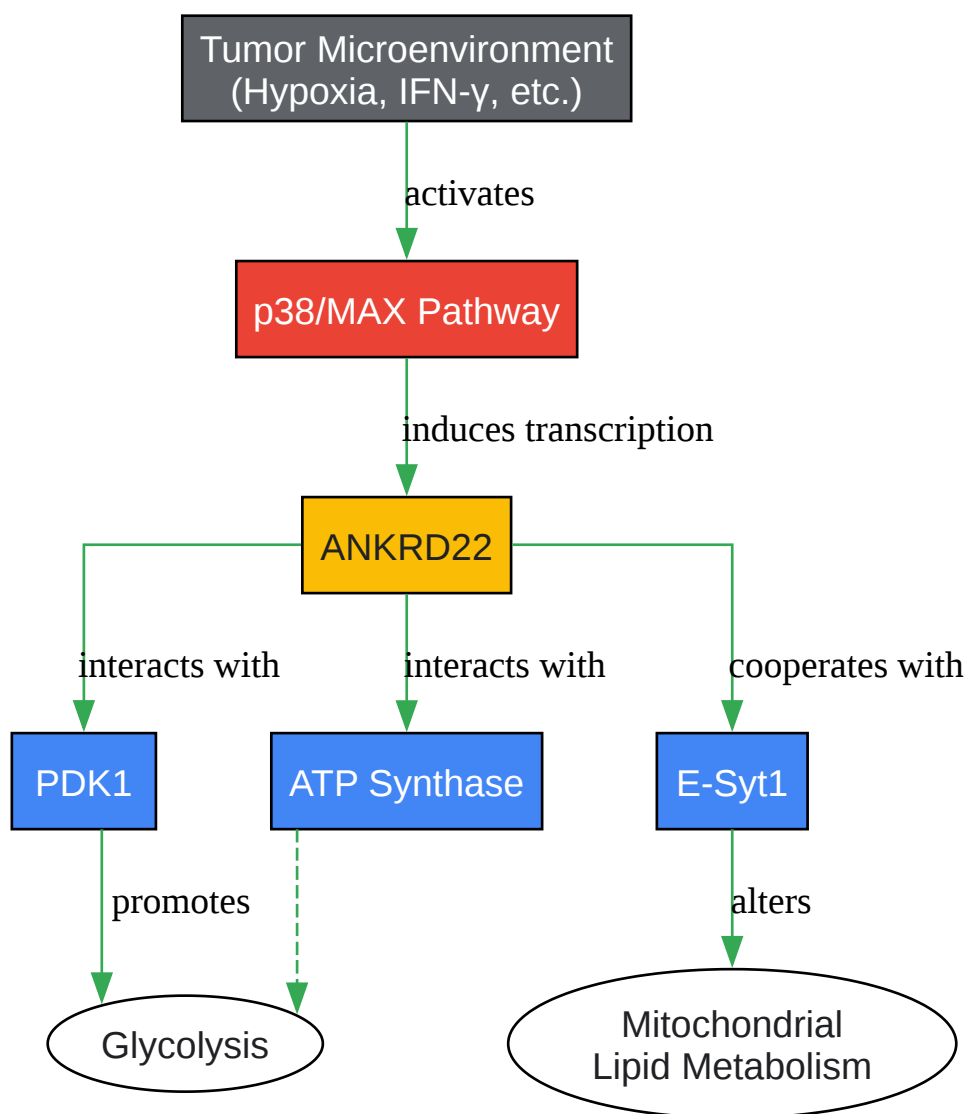 Tumor Microenvironment
(Hypoxia, IFN-γ, etc.)
activates
p38/MAX Pathway
induces transcription
ANKRD22
interacts with
interacts with
cooperates with
PDK1
ATP Synthase
E-Syt1
promotes
alters
Glycolysis
Mitochondrial
Lipid Metabolism